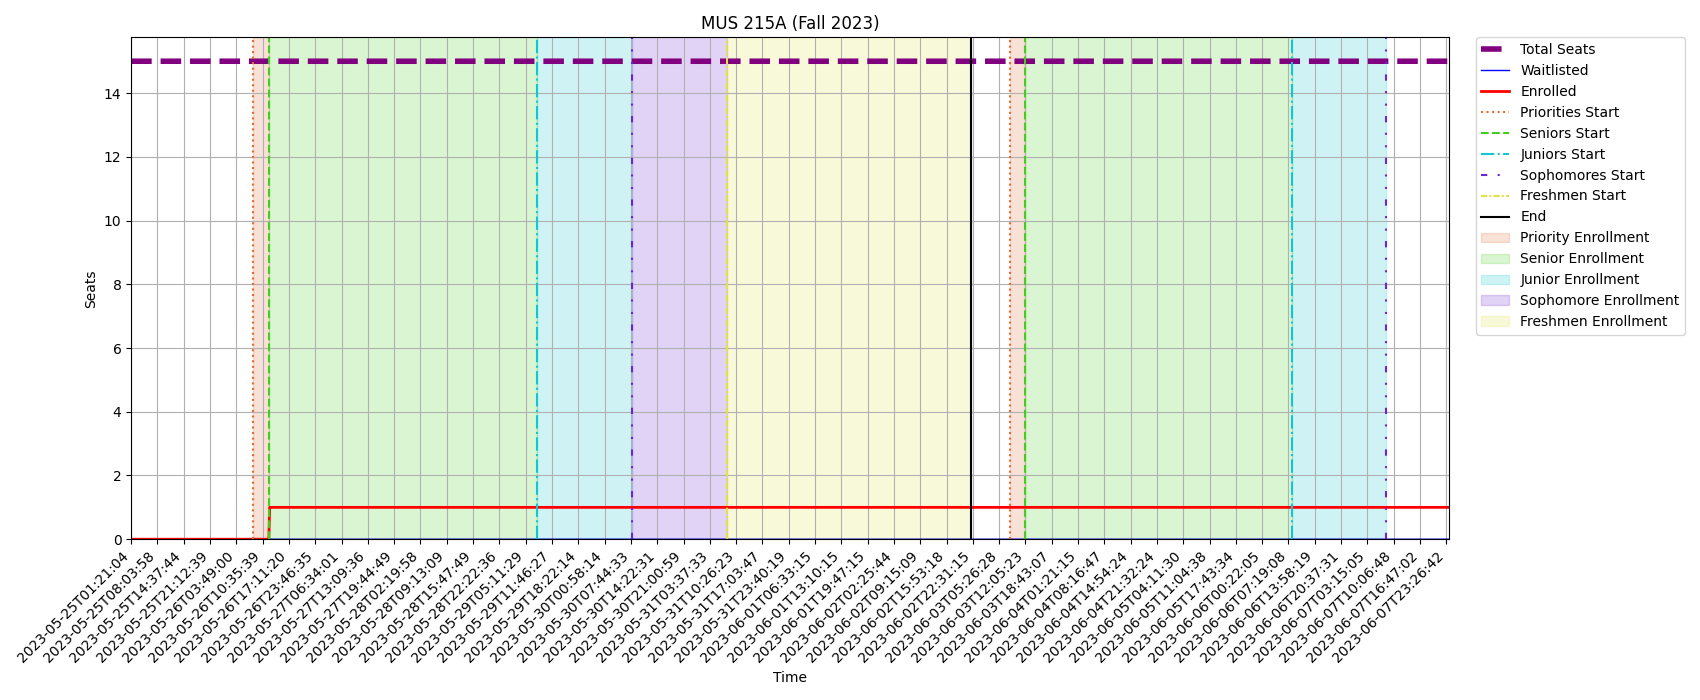 MUS 215A (Fall 2023)
Seats
14
12
10
8
6
4
2
0
2023-05-25T01:21:04
2023-05-25T08:03:58
2023-05-25T14:37:44
2023-05-25T21:12:39
2023-05-26T03:49:00
2023-05-26T10:35:39
2023-05-26T17:11:20
2023-05-26T23:46:35
2023-05-27T06:34:01
2023-05-27T13:09:36
2023-05-27T19:44:49
2023-05-28T02:19:58
2023-05-28T09:13:09
2023-05-28T15:47:49
2023-05-28T22:22:36
2023-05-29T05:11:29
2023-05-29T11:46:27
2023-05-29T18:22:14
2023-05-30T00:58:14
2023-05-30T07:44:33
2023-05-30T14:22:31
2023-05-30T21:00:59
2023-05-31T03:37:33
2023-05-31T10:26:23
2023-05-31T17:03:47
2023-05-31T23:40:19
2023-06-01T06:33:15
2023-06-01T13:10:15
2023-06-01T19:47:15
2023-06-02T02:25:44
2023-06-02T09:15:09
2023-06-02T15:53:18
2023-06-02T22:31:15
2023-06-03T05:26:28
2023-06-03T12:05:23
2023-06-03T18:43:07
2023-06-04T01:21:15
2023-06-04T08:16:47
2023-06-04T14:54:24
2023-06-04T21:32:24
2023-06-05T04:11:30
2023-06-05T11:04:38
2023-06-05T17:43:34
2023-06-06T00:22:05
2023-06-06T07:19:08
2023-06-06T13:58:19
2023-06-06T20:37:31
2023-06-07T03:15:05
2023-06-07T10:06:48
2023-06-07T16:47:02
2023-06-07T23:26:42
Time
Total Seats
Waitlisted
Enrolled
Priorities Start
Seniors Start
Juniors Start
Sophomores Start
Freshmen Start
End
Priority Enrollment
Senior Enrollment
Junior Enrollment
Sophomore Enrollment
Freshmen Enrollment